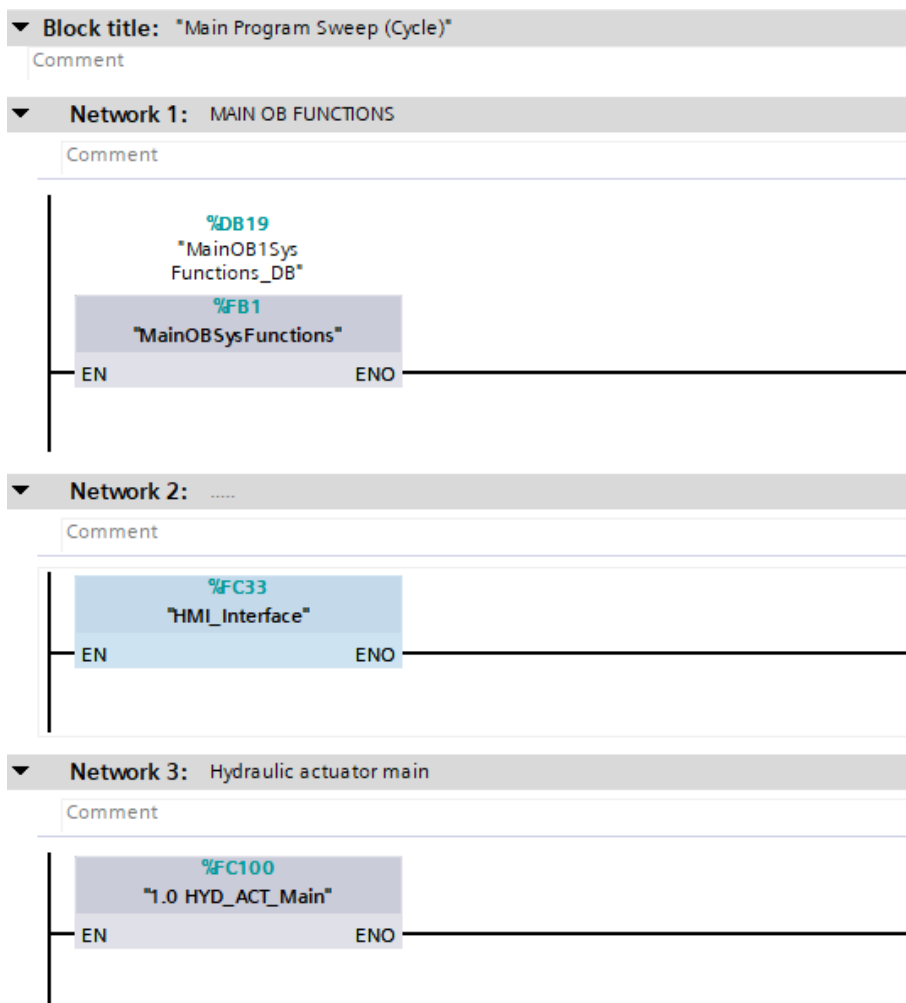 Block title: "Main Program Sweep (Cycle)"
Comment
Network 1: MAIN OB FUNCTIONS
Comment
%DB19
"MainOB1Sys
Functions_DB"
%FB1
"MainOBSysFunctions"
EN ENO
Network 2: .....
Comment
%FC33
"HMI_Interface"
EN ENO
Network 3: Hydraulic actuator main
Comment
%FC100
"1.0 HYD_ACT_Main"
EN ENO